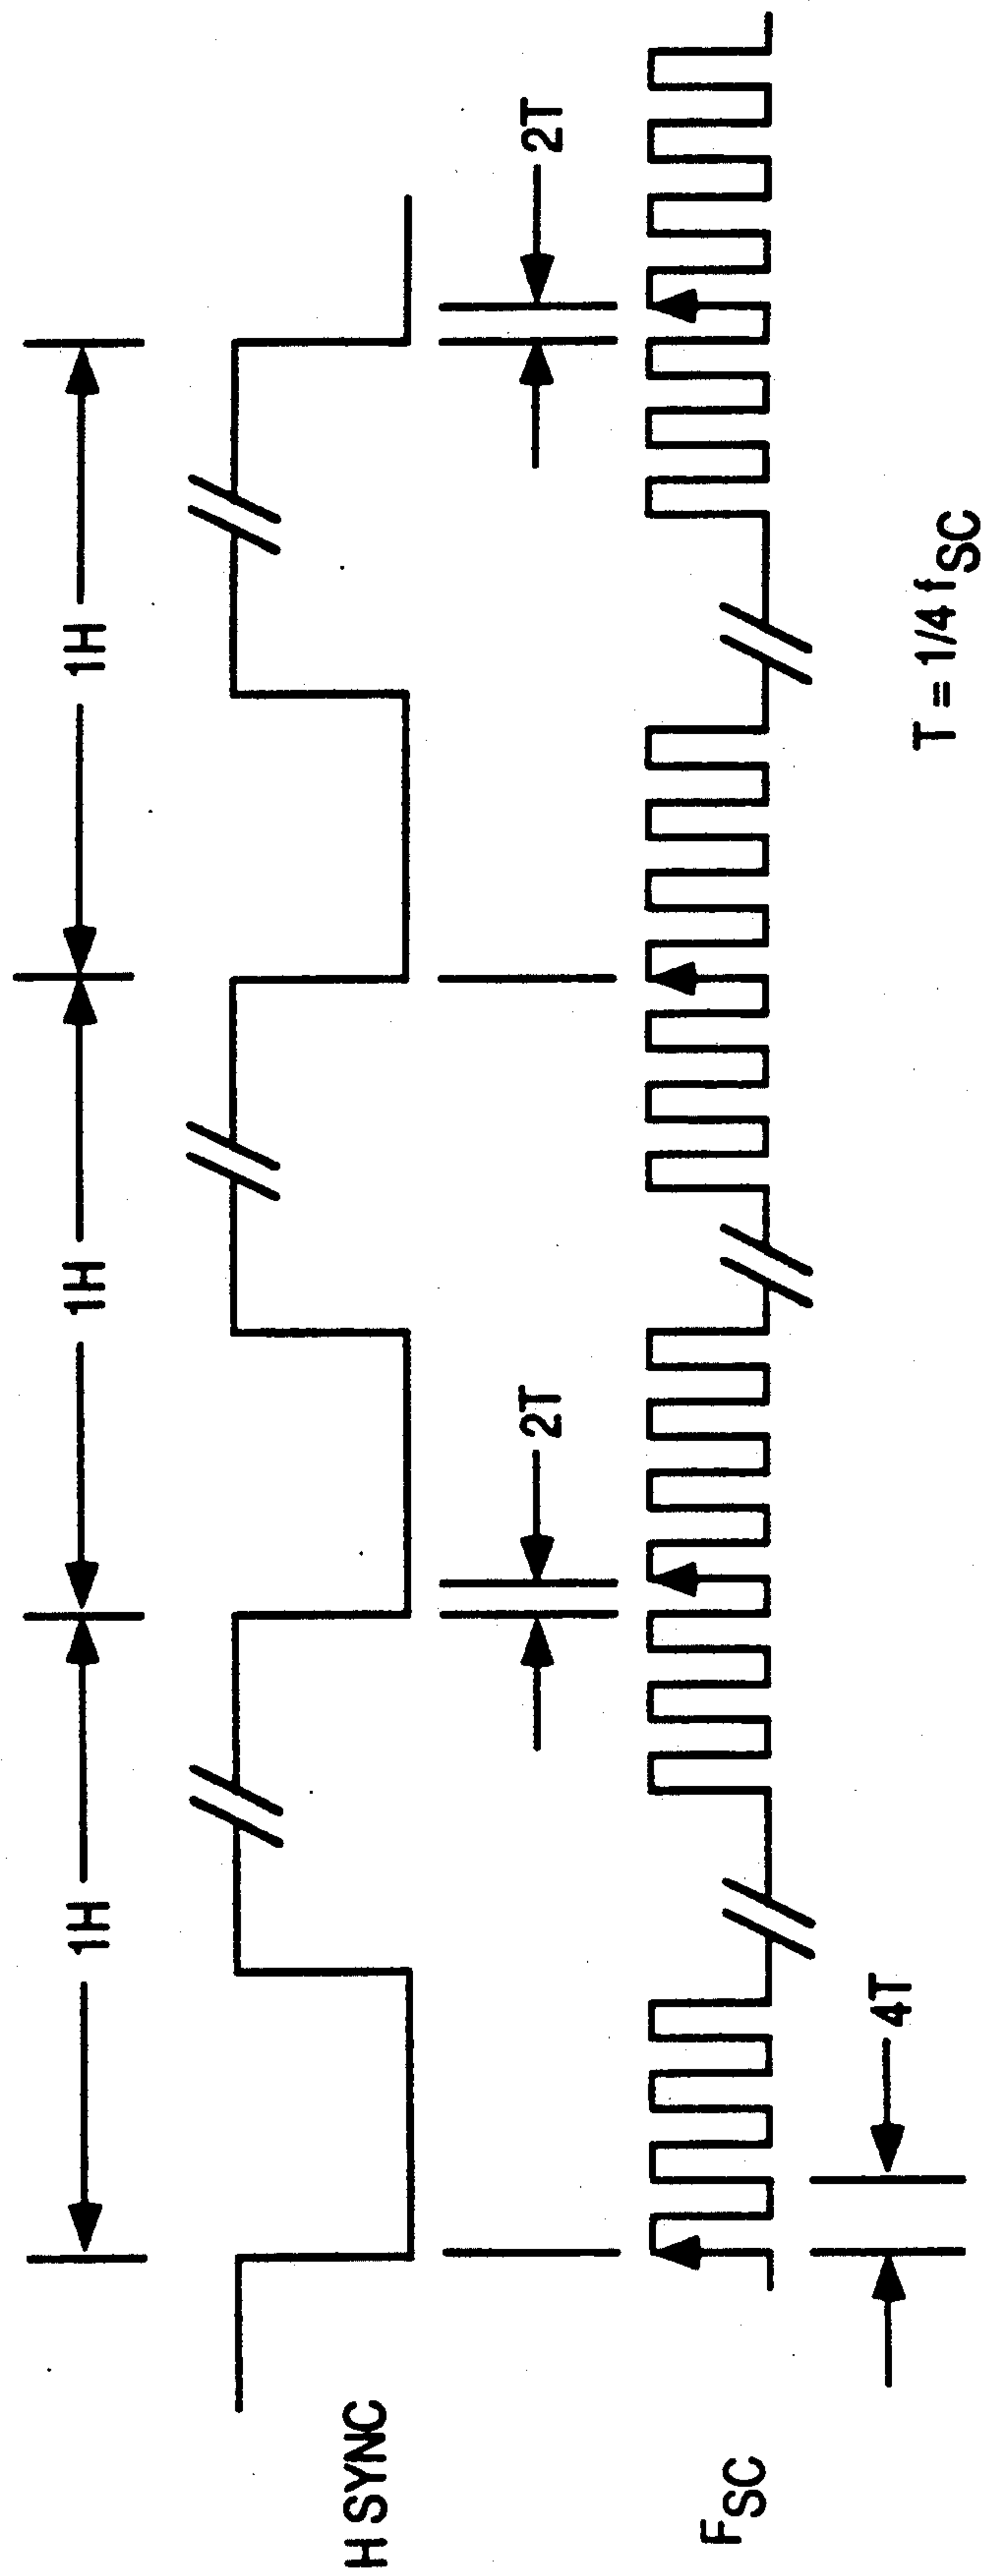 1H 1H 1H
H SYNC
2T 2T
FSC
4T
T = 1/4 fSC